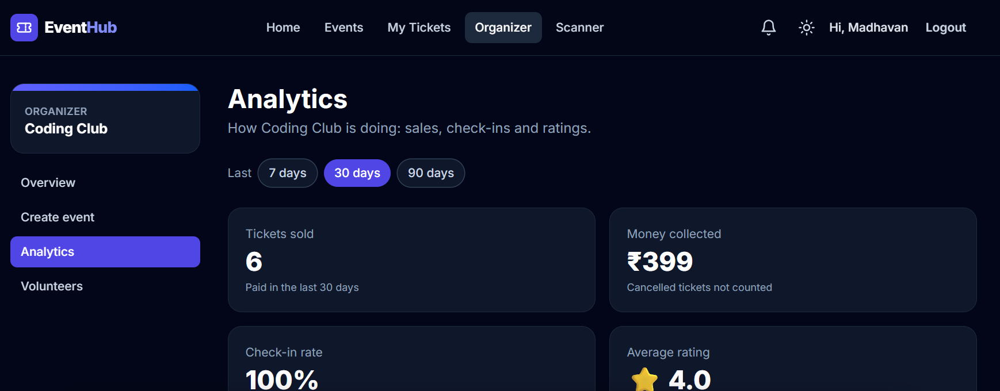 EventHub
Home Events My Tickets Organizer Scanner
Hi, Madhavan Logout
ORGANIZER
Coding Club
Overview
Create event
Analytics
Volunteers
Analytics
How Coding Club is doing: sales, check-ins and ratings.
Last 7 days 30 days 90 days
Tickets sold
6
Paid in the last 30 days
Money collected
₹399
Cancelled tickets not counted
Check-in rate
100%
Average rating
⭐ 4.0